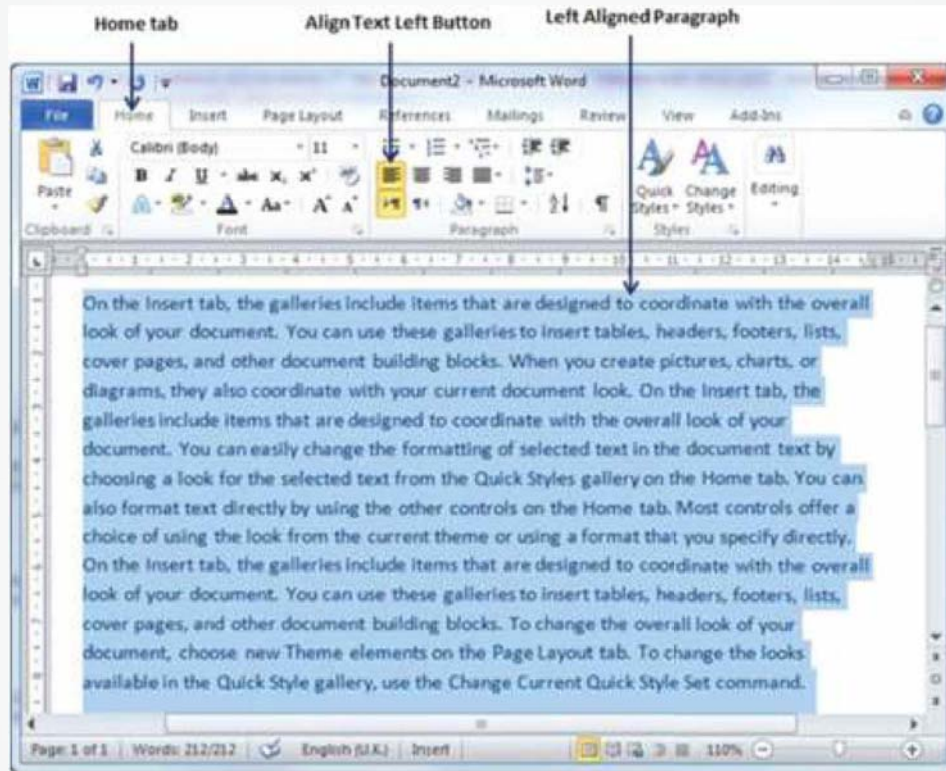 Home tab Align Text Left Button Left Aligned Paragraph
Document2 - Microsoft Word
File Home Insert Page Layout References Mailings Review View Add-Ins
Calibri (Body) 11
Paste
B I U abc x, x²
A Aa A A
Quick Styles Change Styles Editing
Clipboard Font Paragraph Styles
On the Insert tab, the galleries include items that are designed to coordinate with the overall
look of your document. You can use these galleries to insert tables, headers, footers, lists,
cover pages, and other document building blocks. When you create pictures, charts, or
diagrams, they also coordinate with your current document look. On the Insert tab, the
galleries include items that are designed to coordinate with the overall look of your
document. You can easily change the formatting of selected text in the document text by
choosing a look for the selected text from the Quick Styles gallery on the Home tab. You can
also format text directly by using the other controls on the Home tab. Most controls offer a
choice of using the look from the current theme or using a format that you specify directly.
On the Insert tab, the galleries include items that are designed to coordinate with the overall
look of your document. You can use these galleries to insert tables, headers, footers, lists,
cover pages, and other document building blocks. To change the overall look of your
document, choose new Theme elements on the Page Layout tab. To change the looks
available in the Quick Style gallery, use the Change Current Quick Style Set command.
Page: 1 of 1 Words: 212/212 English (U.K.) Insert 110%